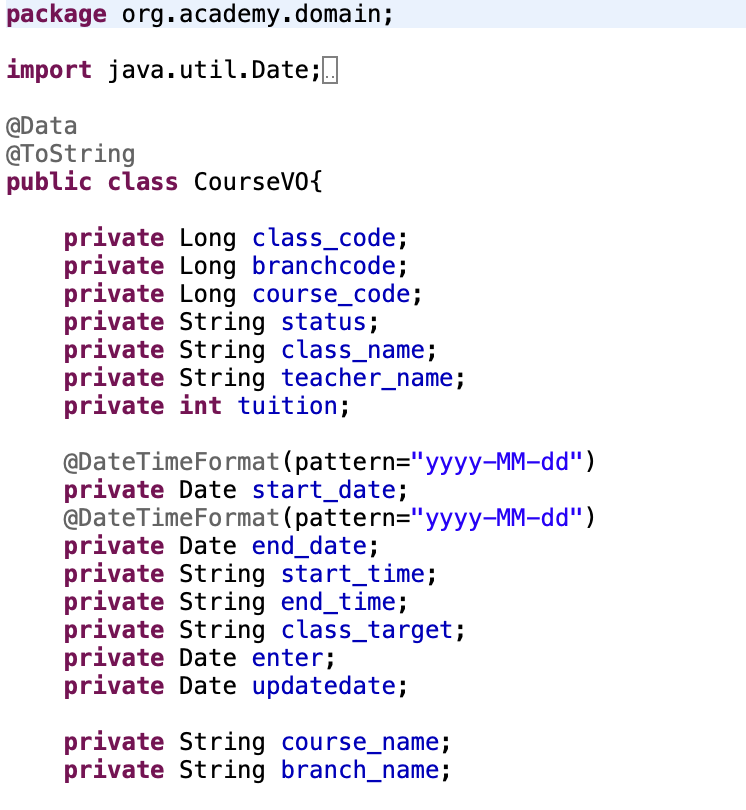 package org.academy.domain;
import java.util.Date;
@Data
@ToString
public class CourseVO{
private Long class_code;
private Long branchcode;
private Long course_code;
private String status;
private String class_name;
private String teacher_name;
private int tuition;
@DateTimeFormat(pattern="yyyy-MM-dd")
private Date start_date;
@DateTimeFormat(pattern="yyyy-MM-dd")
private Date end_date;
private String start_time;
private String end_time;
private String class_target;
private Date enter;
private Date updatedate;
private String course_name;
private String branch_name;